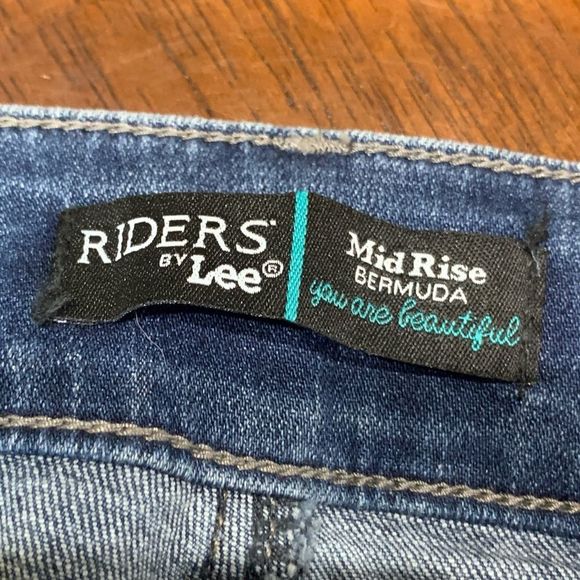 RIDERS
BY Lee®
Mid Rise
BERMUDA
you are beautiful